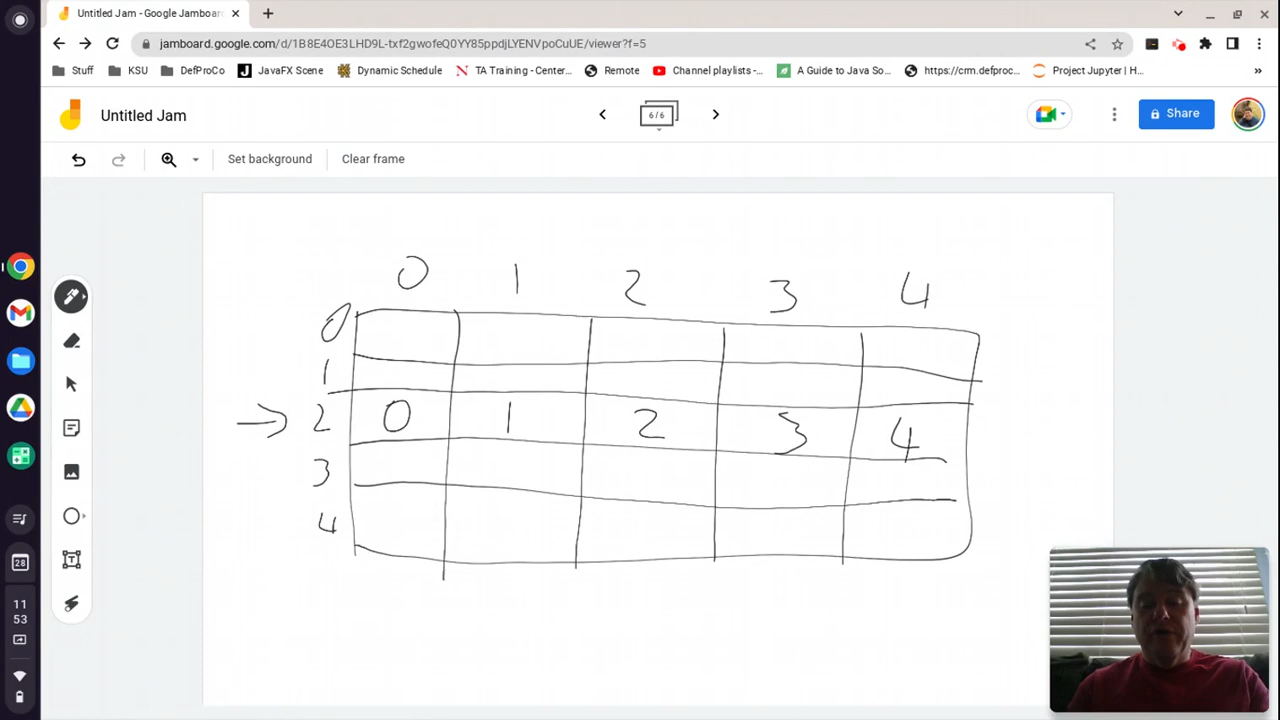 Untitled Jam - Google Jamboard
jamboard.google.com/d/1B8E4OE3LHD9L-txf2gwofeQ0YY85ppdjLYENVpoCuUE/viewer?f=5
Stuff KSU DefProCo JavaFX Scene Dynamic Schedule TA Training - Center... Remote Channel playlists -... A Guide to Java So... https://crm.defproc... Project Jupyter | H... »
Untitled Jam 6 / 6 Share
Set background Clear frame
0 1 2 3 4
0
1
→ 2 0 1 2 3 4
3
4
28
11
53